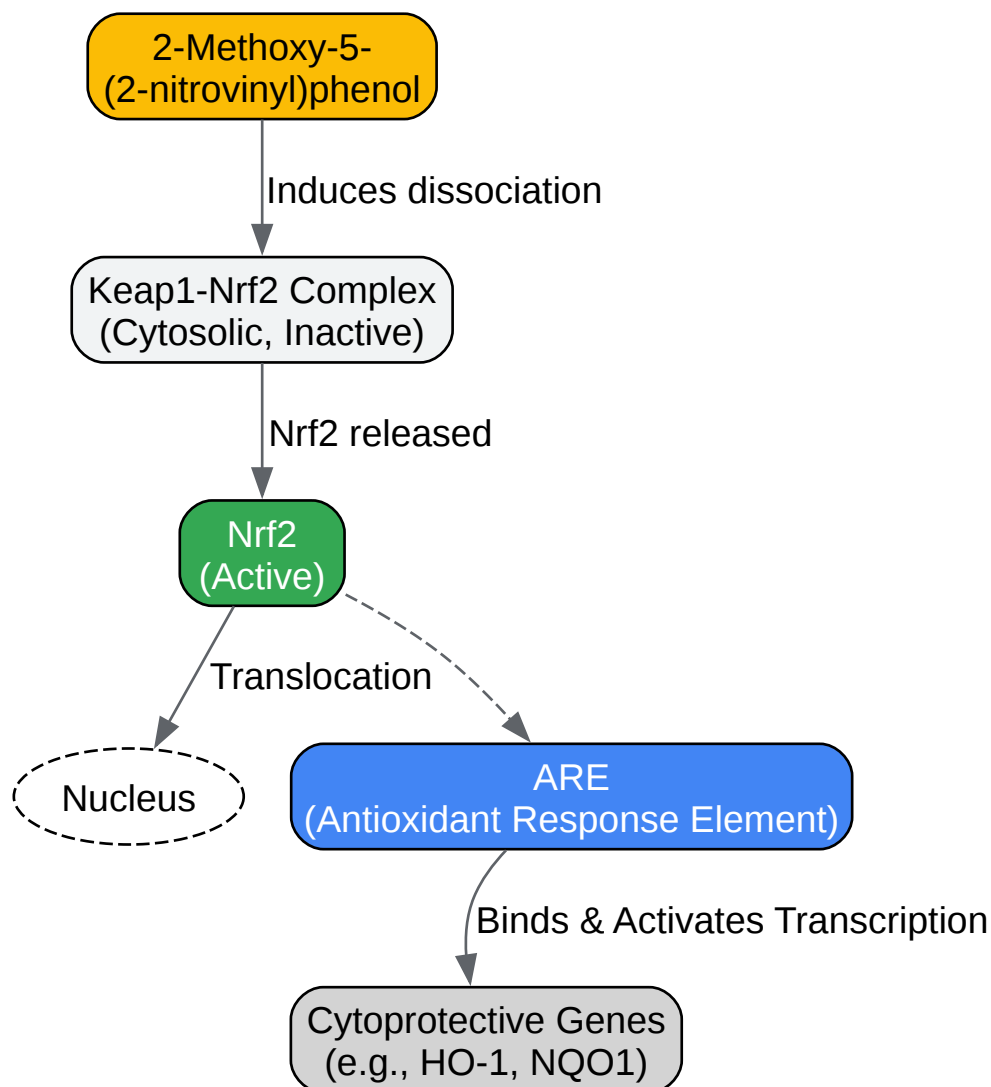 2-Methoxy-5-
(2-nitrovinyl)phenol
Induces dissociation
Keap1-Nrf2 Complex
(Cytosolic, Inactive)
Nrf2 released
Nrf2
(Active)
Translocation
Nucleus
ARE
(Antioxidant Response Element)
Binds & Activates Transcription
Cytoprotective Genes
(e.g., HO-1, NQO1)